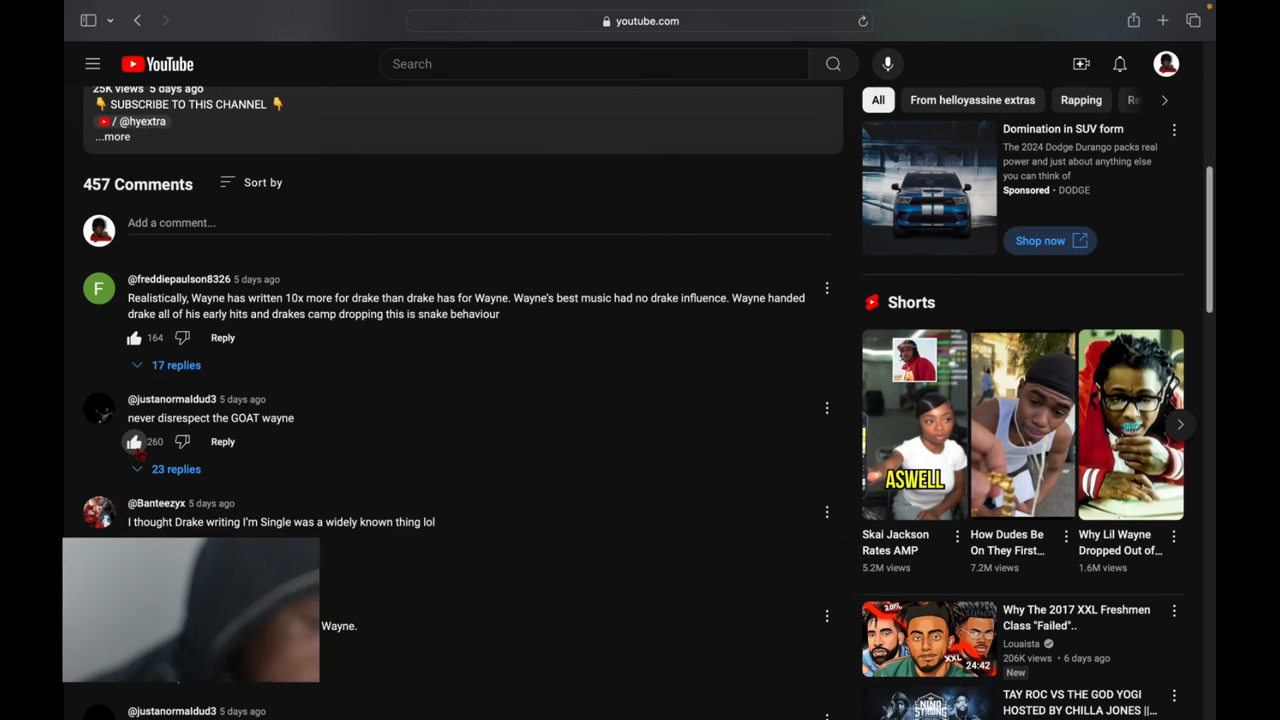 youtube.com
YouTube
Search
25K views 5 days ago
👇 SUBSCRIBE TO THIS CHANNEL 👇
/ @hyextra
...more
457 Comments
Sort by
Add a comment...
@freddiepaulson8326 5 days ago
F
Realistically, Wayne has written 10x more for drake than drake has for Wayne. Wayne's best music had no drake influence. Wayne handed
drake all of his early hits and drakes camp dropping this is snake behaviour
164 Reply
17 replies
@justanormaldud3 5 days ago
never disrespect the GOAT wayne
260 Reply
23 replies
@Banteezyx 5 days ago
I thought Drake writing I'm Single was a widely known thing lol
Wayne.
@justanormaldud3 5 days ago
All From helloyassine extras Rapping Re
Domination in SUV form
The 2024 Dodge Durango packs real
power and just about anything else
you can think of
Sponsored • DODGE
Shop now
Shorts
ASWELL
Skai Jackson
Rates AMP
5.2M views
How Dudes Be
On They First...
7.2M views
Why Lil Wayne
Dropped Out of...
1.6M views
XXL
24:42
Why The 2017 XXL Freshmen
Class "Failed"..
Louaista
206K views • 6 days ago
New
TAY ROC VS THE GOD YOGI
HOSTED BY CHILLA JONES ||...